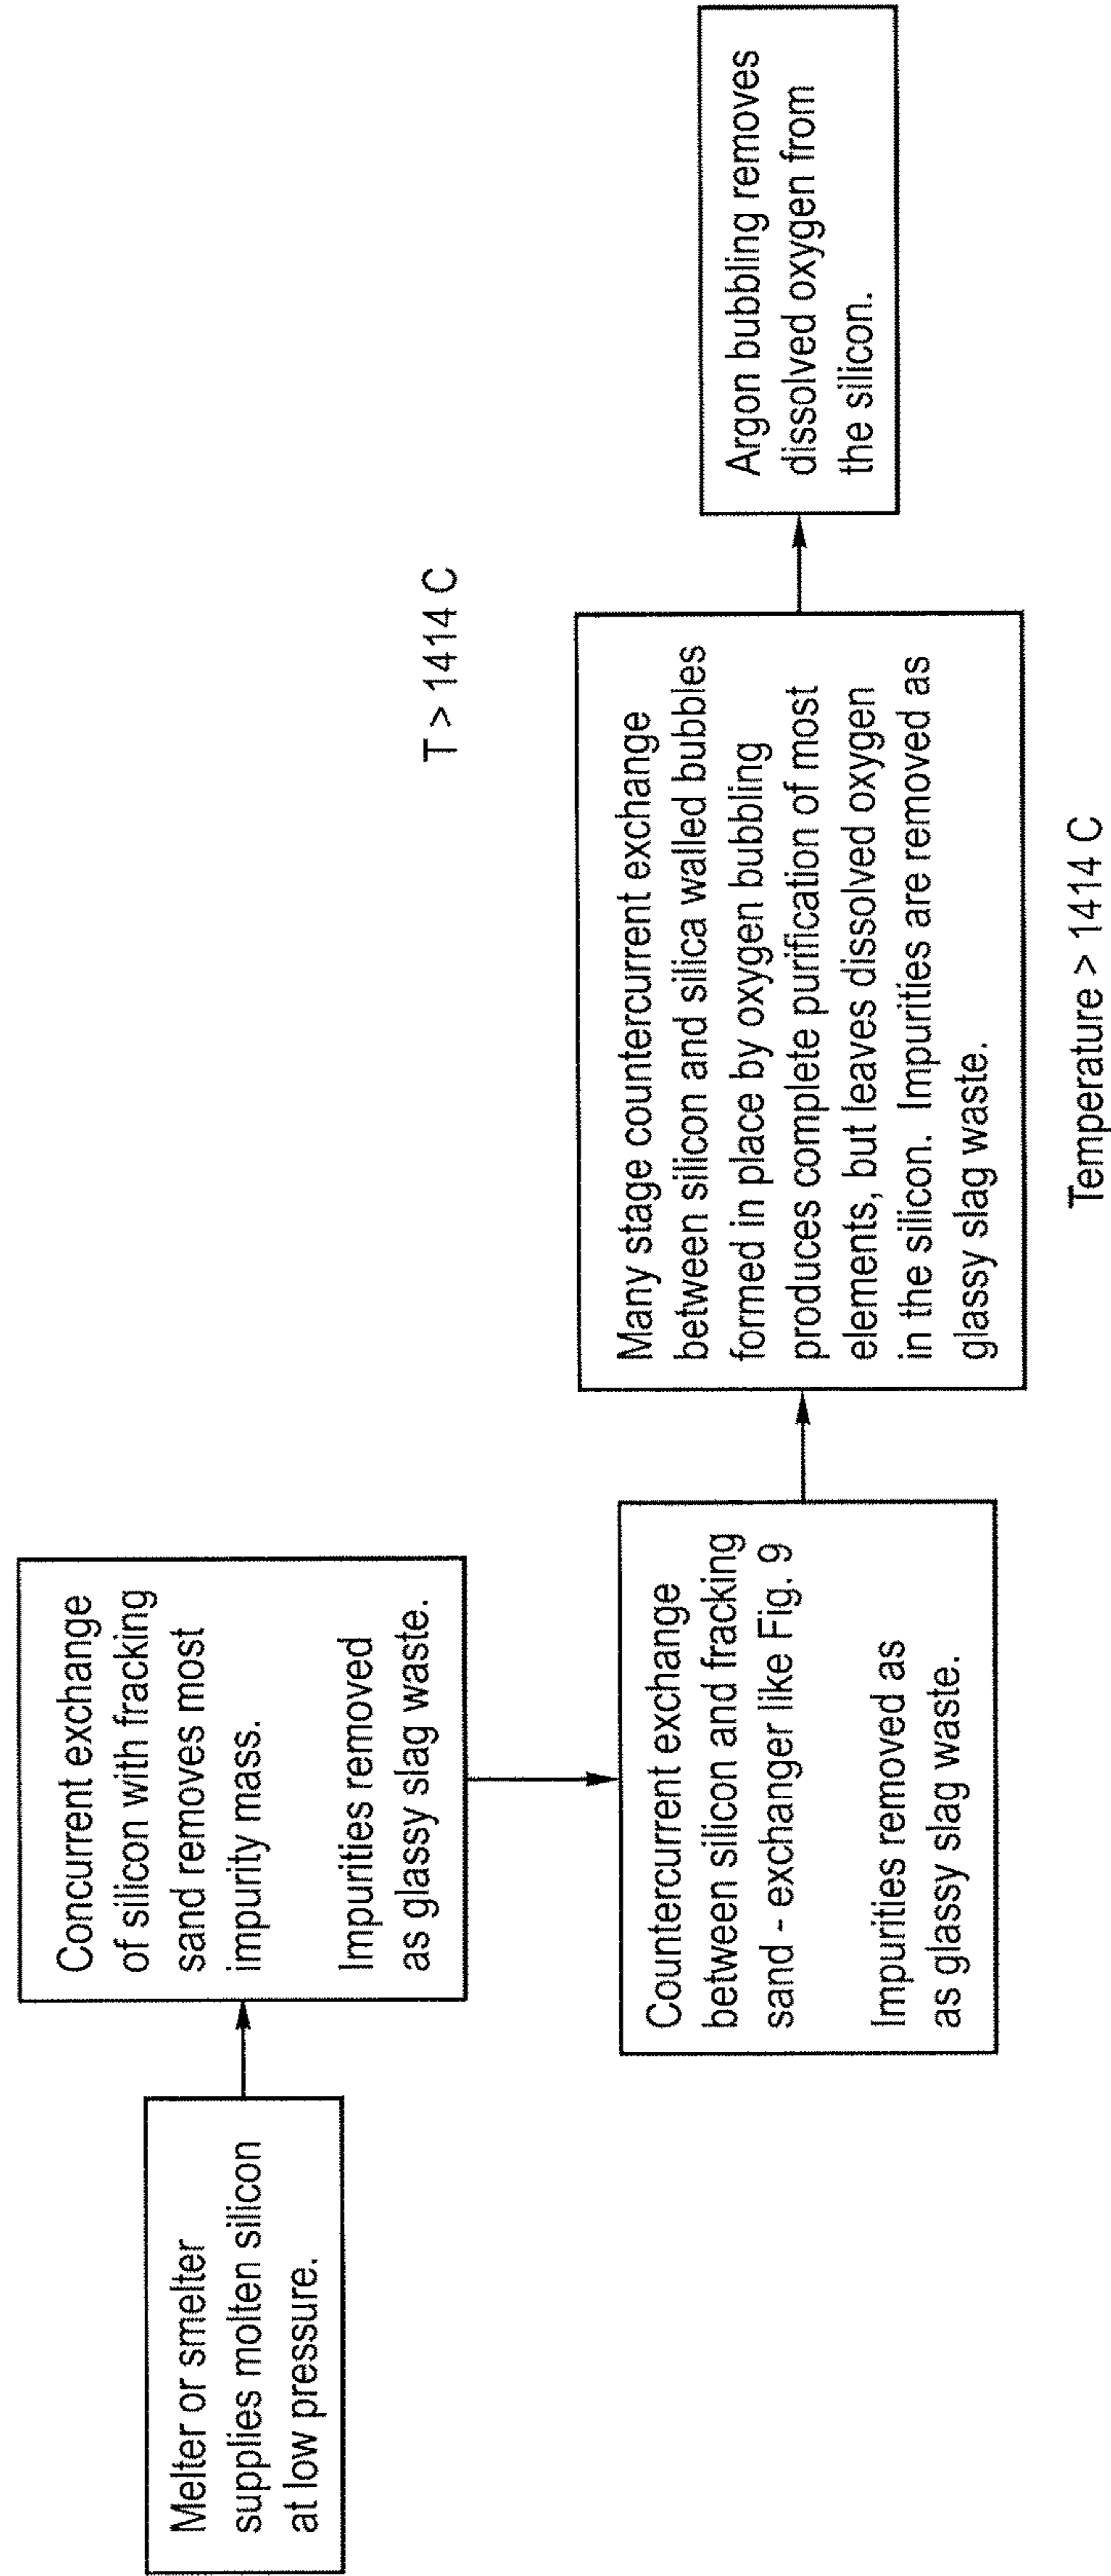 Melter or smelter
supplies molten silicon
at low pressure.
Concurrent exchange
of silicon with fracking
sand removes most
impurity mass.
Impurities removed
as glassy slag waste.
Countercurrent exchange
between silicon and fracking
sand - exchanger like Fig. 9
Impurities removed as
as glassy slag waste.
T > 1414 C
Many stage countercurrent exchange
between silicon and silica walled bubbles
formed in place by oxygen bubbling
produces complete purification of most
elements, but leaves dissolved oxygen
in the silicon. Impurities are removed as
glassy slag waste.
Temperature > 1414 C
Argon bubbling removes
dissolved oxygen from
the silicon.